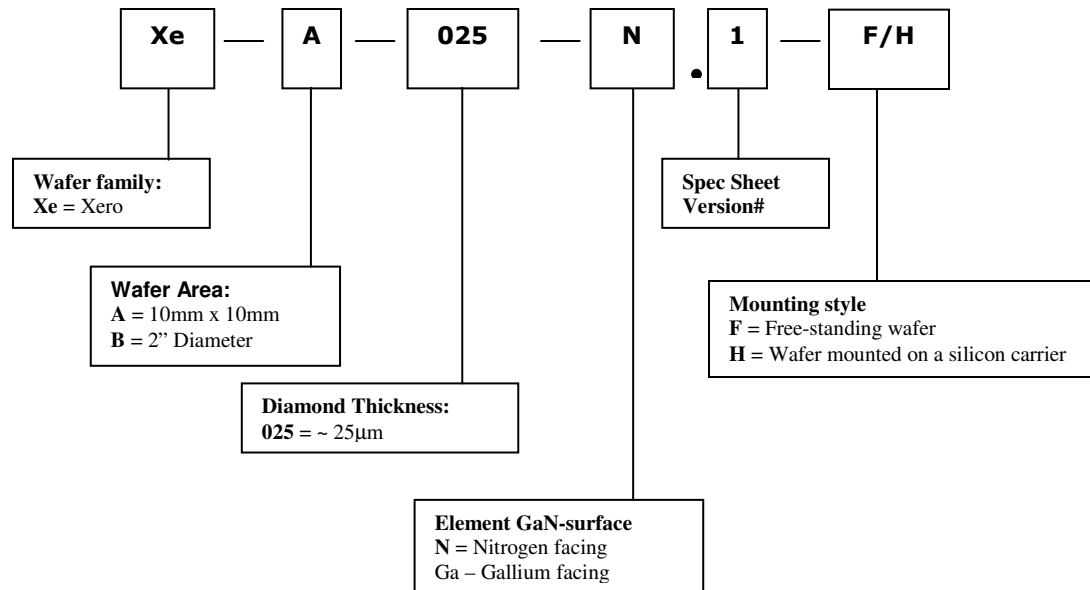 Xe — A — 025 — N . 1 — F/H
Wafer family:
Xe = Xero
Spec Sheet
Version#
Wafer Area:
A = 10mm x 10mm
B = 2” Diameter
Mounting style
F = Free-standing wafer
H = Wafer mounted on a silicon carrier
Diamond Thickness:
025 = ~ 25µm
Element GaN-surface
N = Nitrogen facing
Ga – Gallium facing